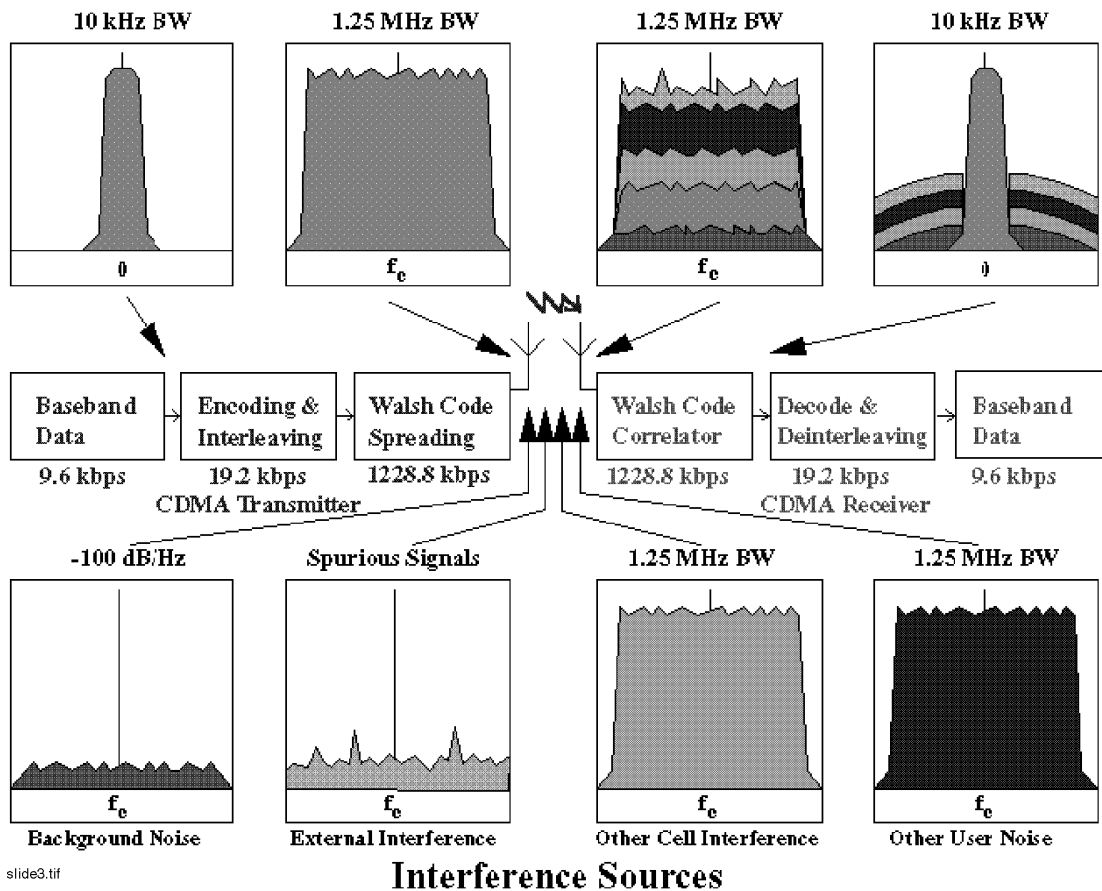 10 kHz BW
1.25 MHz BW
1.25 MHz BW
10 kHz BW
0
fc
fc
0
Baseband
Data
Encoding &
Interleaving
Walsh Code
Spreading
Walsh Code
Correlator
Decode &
Deinterleaving
Baseband
Data
9.6 kbps
19.2 kbps
1228.8 kbps
1228.8 kbps
19.2 kbps
9.6 kbps
CDMA Transmitter
CDMA Receiver
-100 dB/Hz
Spurious Signals
1.25 MHz BW
1.25 MHz BW
fc
fc
fc
fc
Background Noise
External Interference
Other Cell Interference
Other User Noise
slide3.tif
Interference Sources